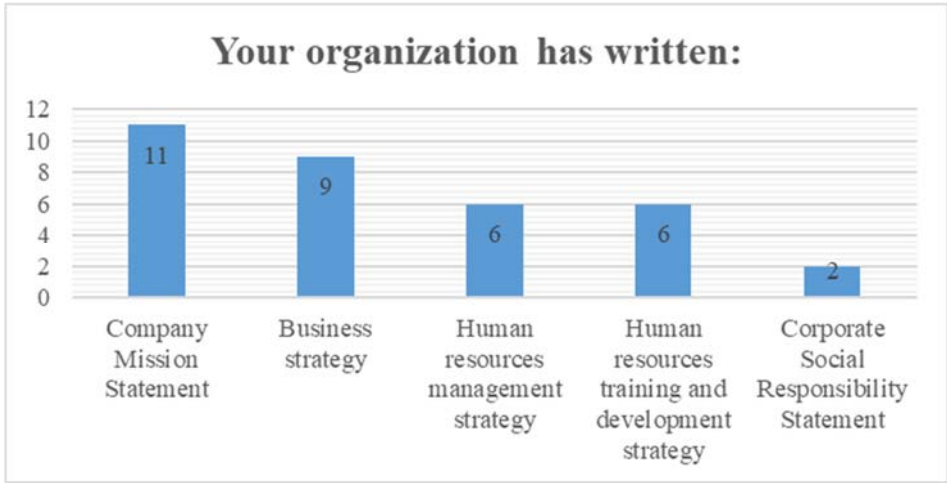 Your organization has written:
12
10
8
6
4
2
0
11
9
6
6
2
Company
Mission
Statement
Business
strategy
Human
resources
management
strategy
Human
resources
training and
development
strategy
Corporate
Social
Responsibility
Statement